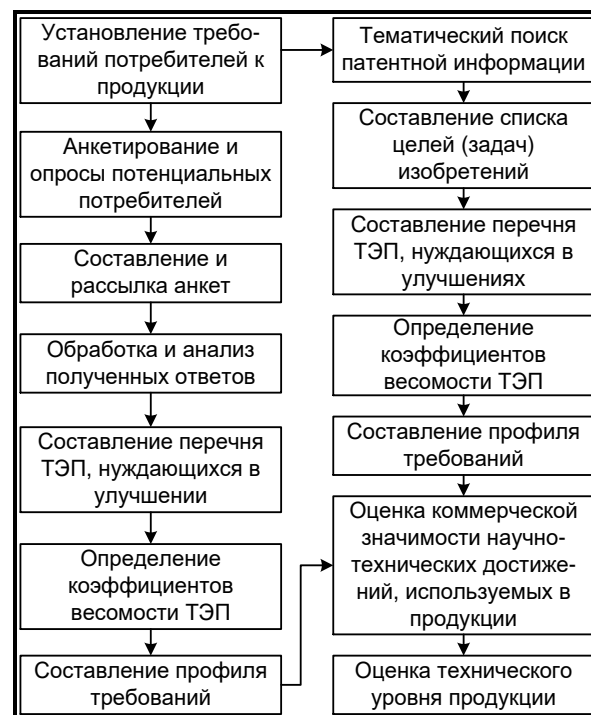 Установление требо-
ваний потребителей к
продукции
Анкетирование и
опросы потенциальных
потребителей
Составление и
рассылка анкет
Обработка и анализ
полученных ответов
Составление перечня
ТЭП, нуждающихся в
улучшении
Определение
коэффициентов
весомости ТЭП
Составление профиля
требований
Тематический поиск
патентной информации
Составление списка
целей (задач)
изобретений
Составление перечня
ТЭП, нуждающихся в
улучшениях
Определение
коэффициентов
весомости ТЭП
Составление профиля
требований
Оценка коммерческой
значимости научно-
технических достиже-
ний, используемых в
продукции
Оценка технического
уровня продукции